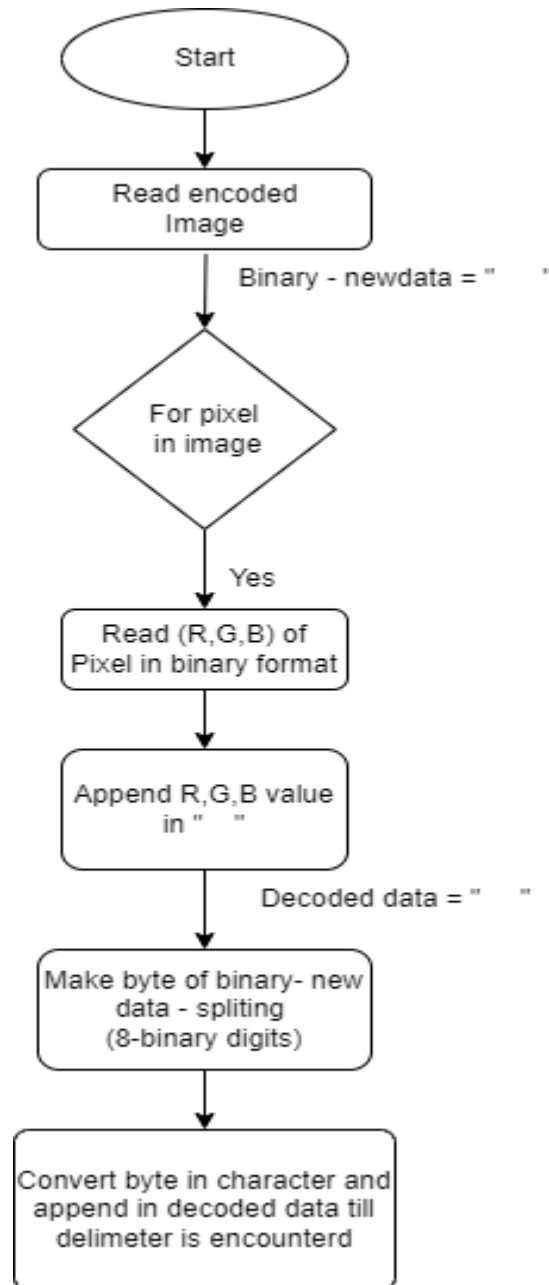 Start
Read encoded
Image
Binary - newdata = "      "
For pixel
in image
Yes
Read (R,G,B) of
Pixel in binary format
Append R,G,B value
in "    "
Decoded data = "     "
Make byte of binary- new
data - spliting
(8-binary digits)
Convert byte in character and
append in decoded data till
delimeter is encounterd